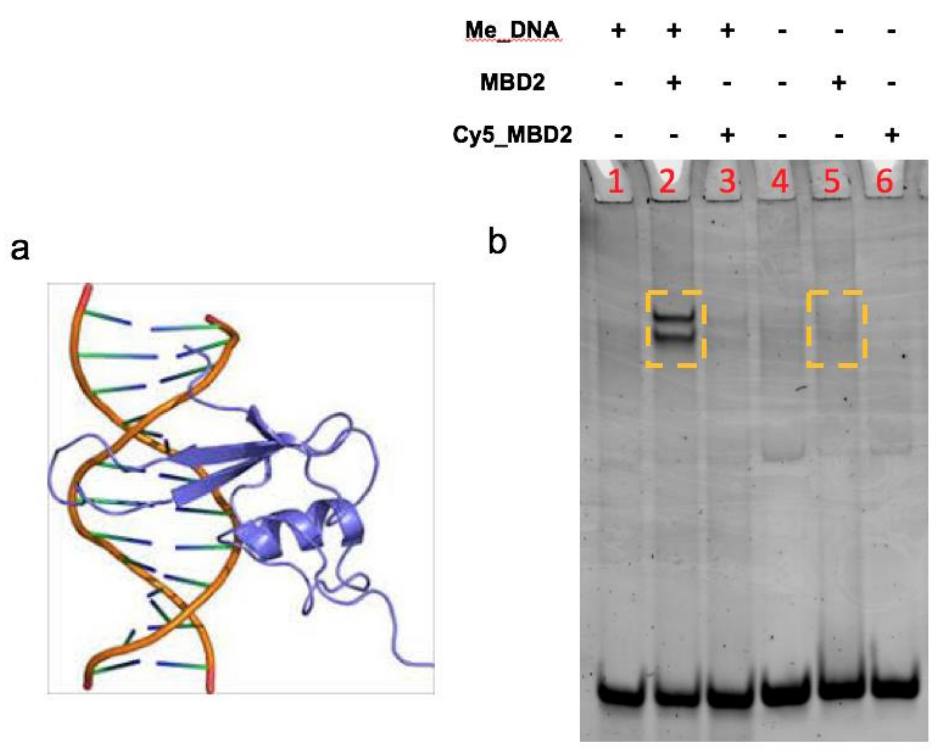 Me_DNA + + + - - -
MBD2 - + - - + -
Cy5_MBD2 - - + - - +
1 2 3 4 5 6
a
b